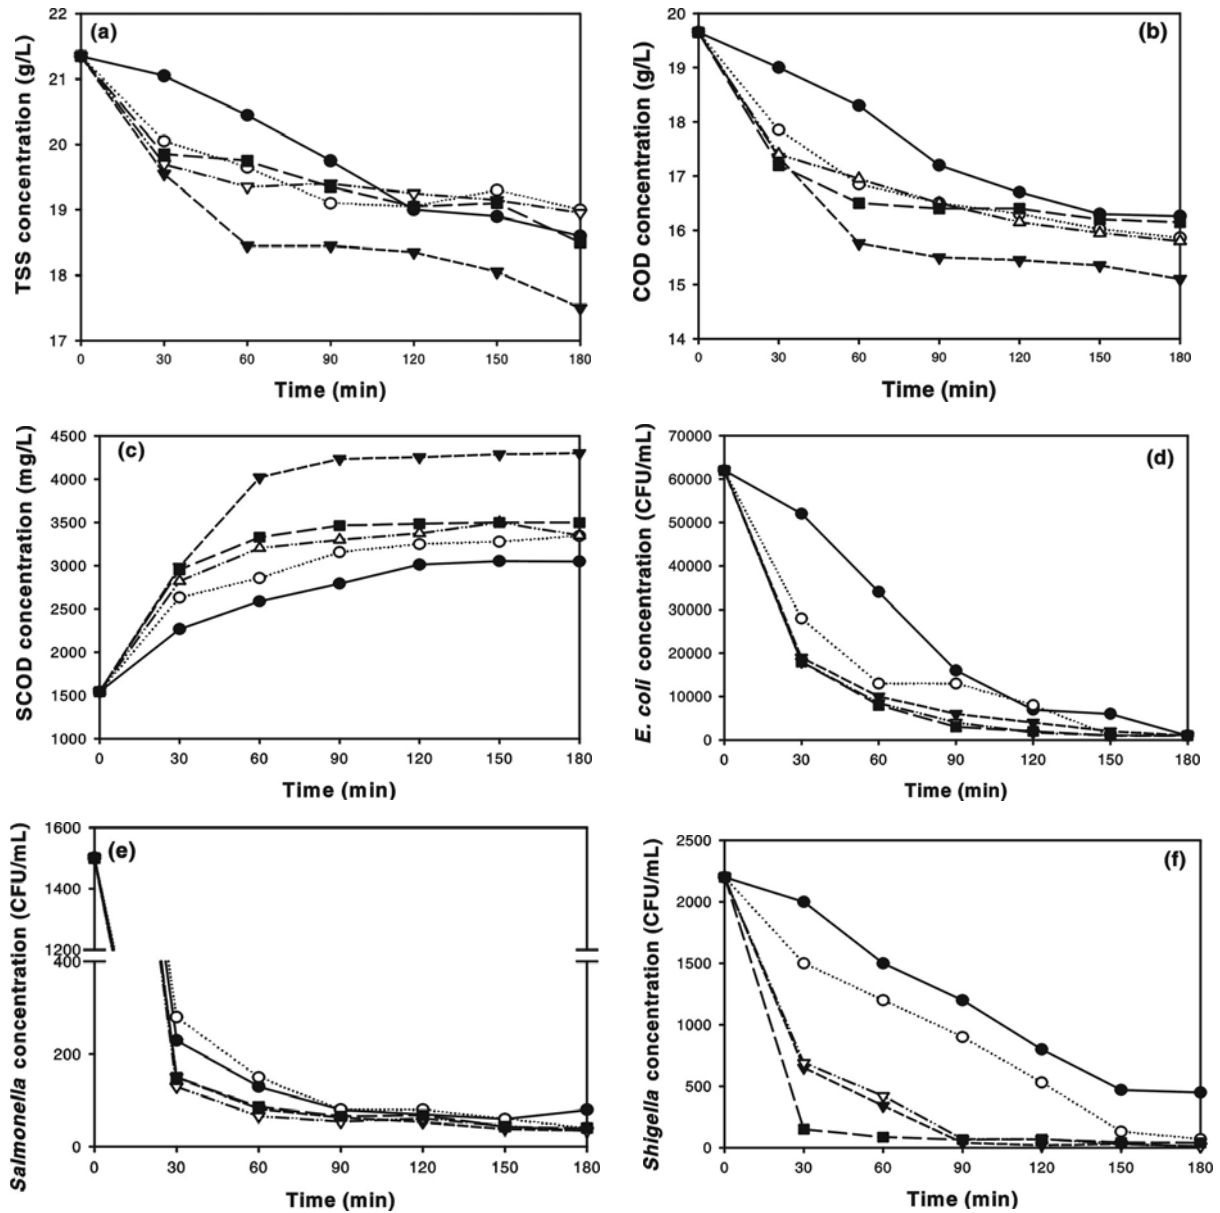 (a)
TSS concentration (g/L)
22
21
20
19
18
17
0 30 60 90 120 150 180
Time (min)
(b)
COD concentration (g/L)
20
19
18
17
16
15
14
0 30 60 90 120 150 180
Time (min)
(c)
SCOD concentration (mg/L)
4500
4000
3500
3000
2500
2000
1500
1000
0 30 60 90 120 150 180
Time (min)
(d)
E. coli concentration (CFU/mL)
70000
60000
50000
40000
30000
20000
10000
0
0 30 60 90 120 150 180
Time (min)
(e)
Salmonella concentration (CFU/mL)
1600
1400
1200
400
200
0
0 30 60 90 120 150 180
Time (min)
(f)
Shigella concentration (CFU/mL)
2500
2000
1500
1000
500
0
0 30 60 90 120 150 180
Time (min)